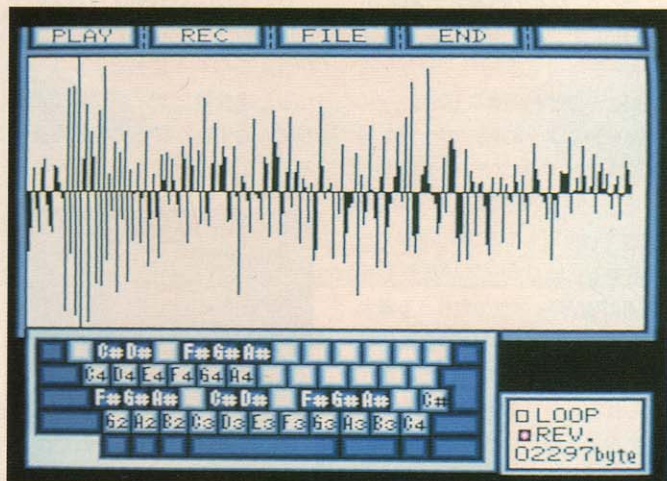 PLAY REC FILE END
C# D# F# G# A#
C4 D4 E4 F4 G4 A4
F# G# A# C# D# F# G# A# C#
G2 A2 B2 C3 D3 E3 F3 G3 A3 B3 C4
LOOP
REV.
02297byte